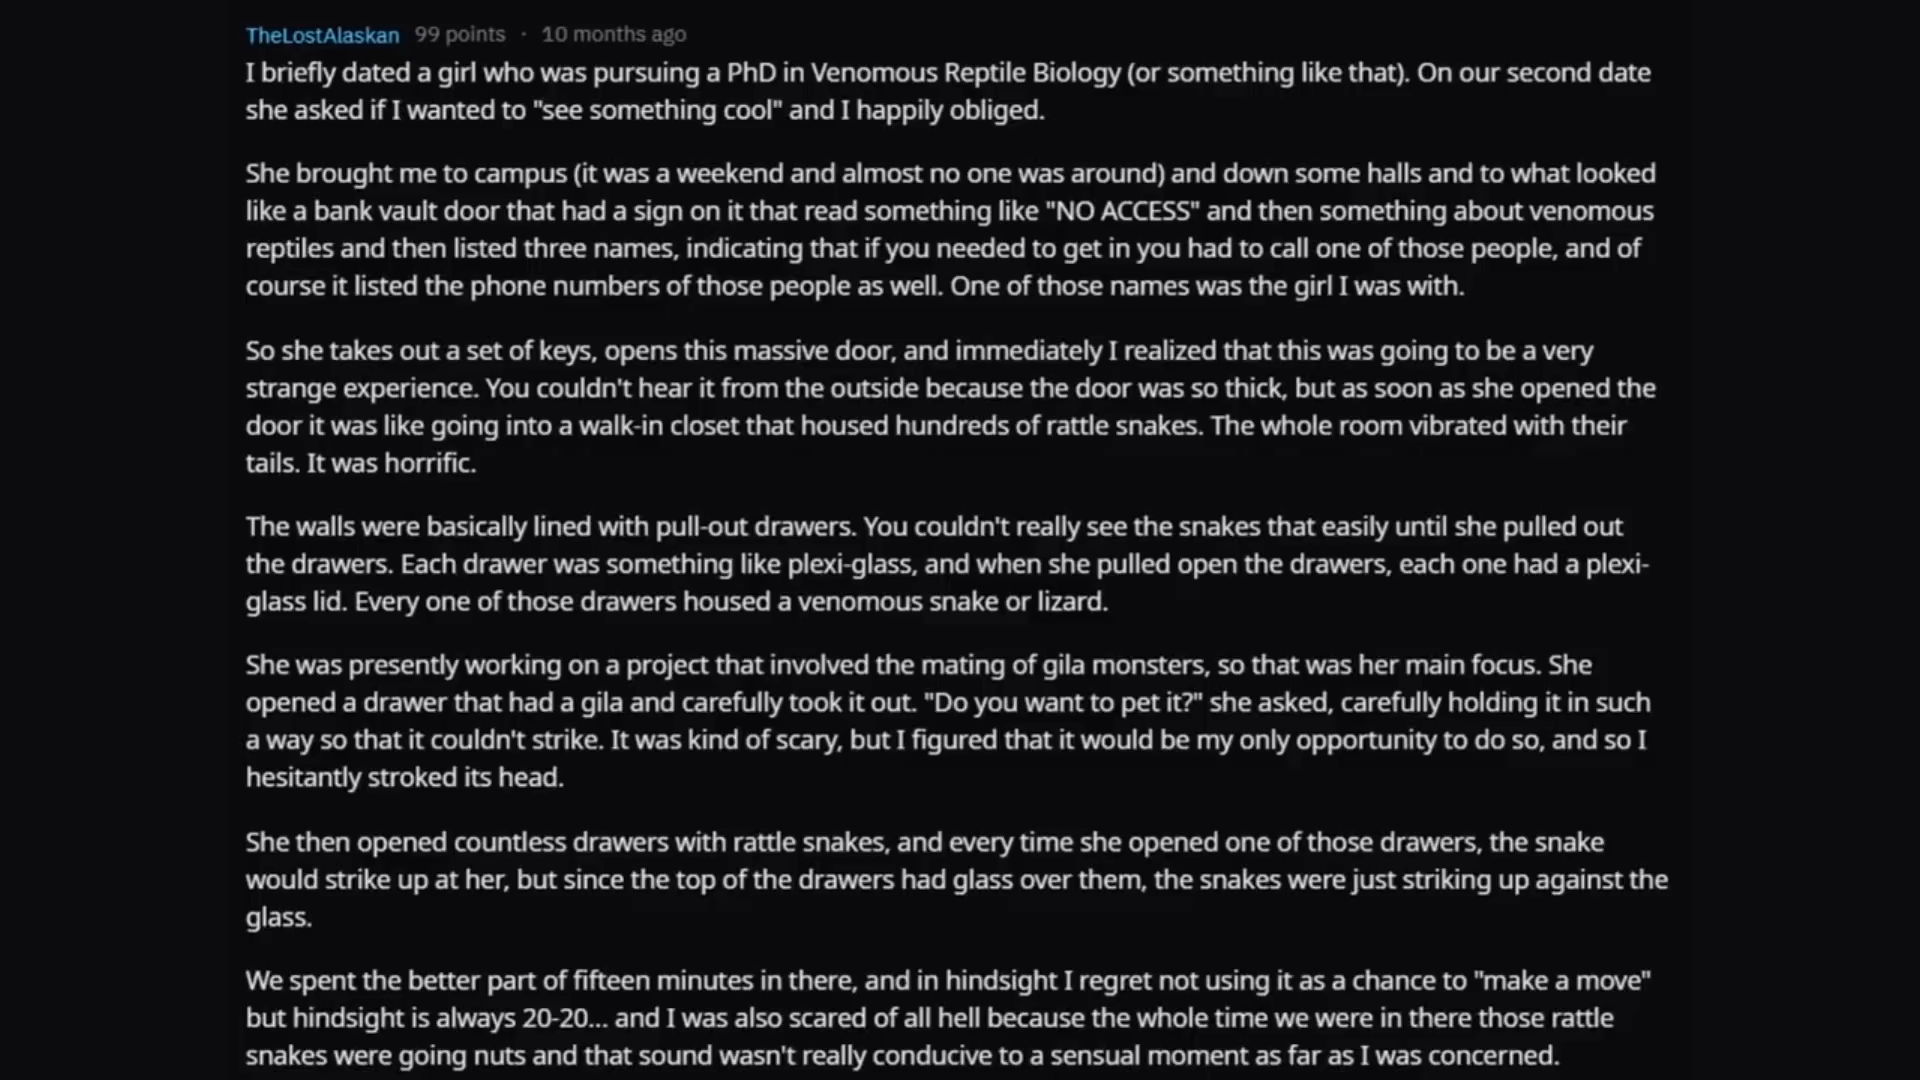 TheLostAlaskan 99 points · 10 months ago
I briefly dated a girl who was pursuing a PhD in Venomous Reptile Biology (or something like that). On our second date
she asked if I wanted to "see something cool" and I happily obliged.
She brought me to campus (it was a weekend and almost no one was around) and down some halls and to what looked
like a bank vault door that had a sign on it that read something like "NO ACCESS" and then something about venomous
reptiles and then listed three names, indicating that if you needed to get in you had to call one of those people, and of
course it listed the phone numbers of those people as well. One of those names was the girl I was with.
So she takes out a set of keys, opens this massive door, and immediately I realized that this was going to be a very
strange experience. You couldn't hear it from the outside because the door was so thick, but as soon as she opened the
door it was like going into a walk-in closet that housed hundreds of rattle snakes. The whole room vibrated with their
tails. It was horrific.
The walls were basically lined with pull-out drawers. You couldn't really see the snakes that easily until she pulled out
the drawers. Each drawer was something like plexi-glass, and when she pulled open the drawers, each one had a plexi-
glass lid. Every one of those drawers housed a venomous snake or lizard.
She was presently working on a project that involved the mating of gila monsters, so that was her main focus. She
opened a drawer that had a gila and carefully took it out. "Do you want to pet it?" she asked, carefully holding it in such
a way so that it couldn't strike. It was kind of scary, but I figured that it would be my only opportunity to do so, and so I
hesitantly stroked its head.
She then opened countless drawers with rattle snakes, and every time she opened one of those drawers, the snake
would strike up at her, but since the top of the drawers had glass over them, the snakes were just striking up against the
glass.
We spent the better part of fifteen minutes in there, and in hindsight I regret not using it as a chance to "make a move"
but hindsight is always 20-20... and I was also scared of all hell because the whole time we were in there those rattle
snakes were going nuts and that sound wasn't really conducive to a sensual moment as far as I was concerned.